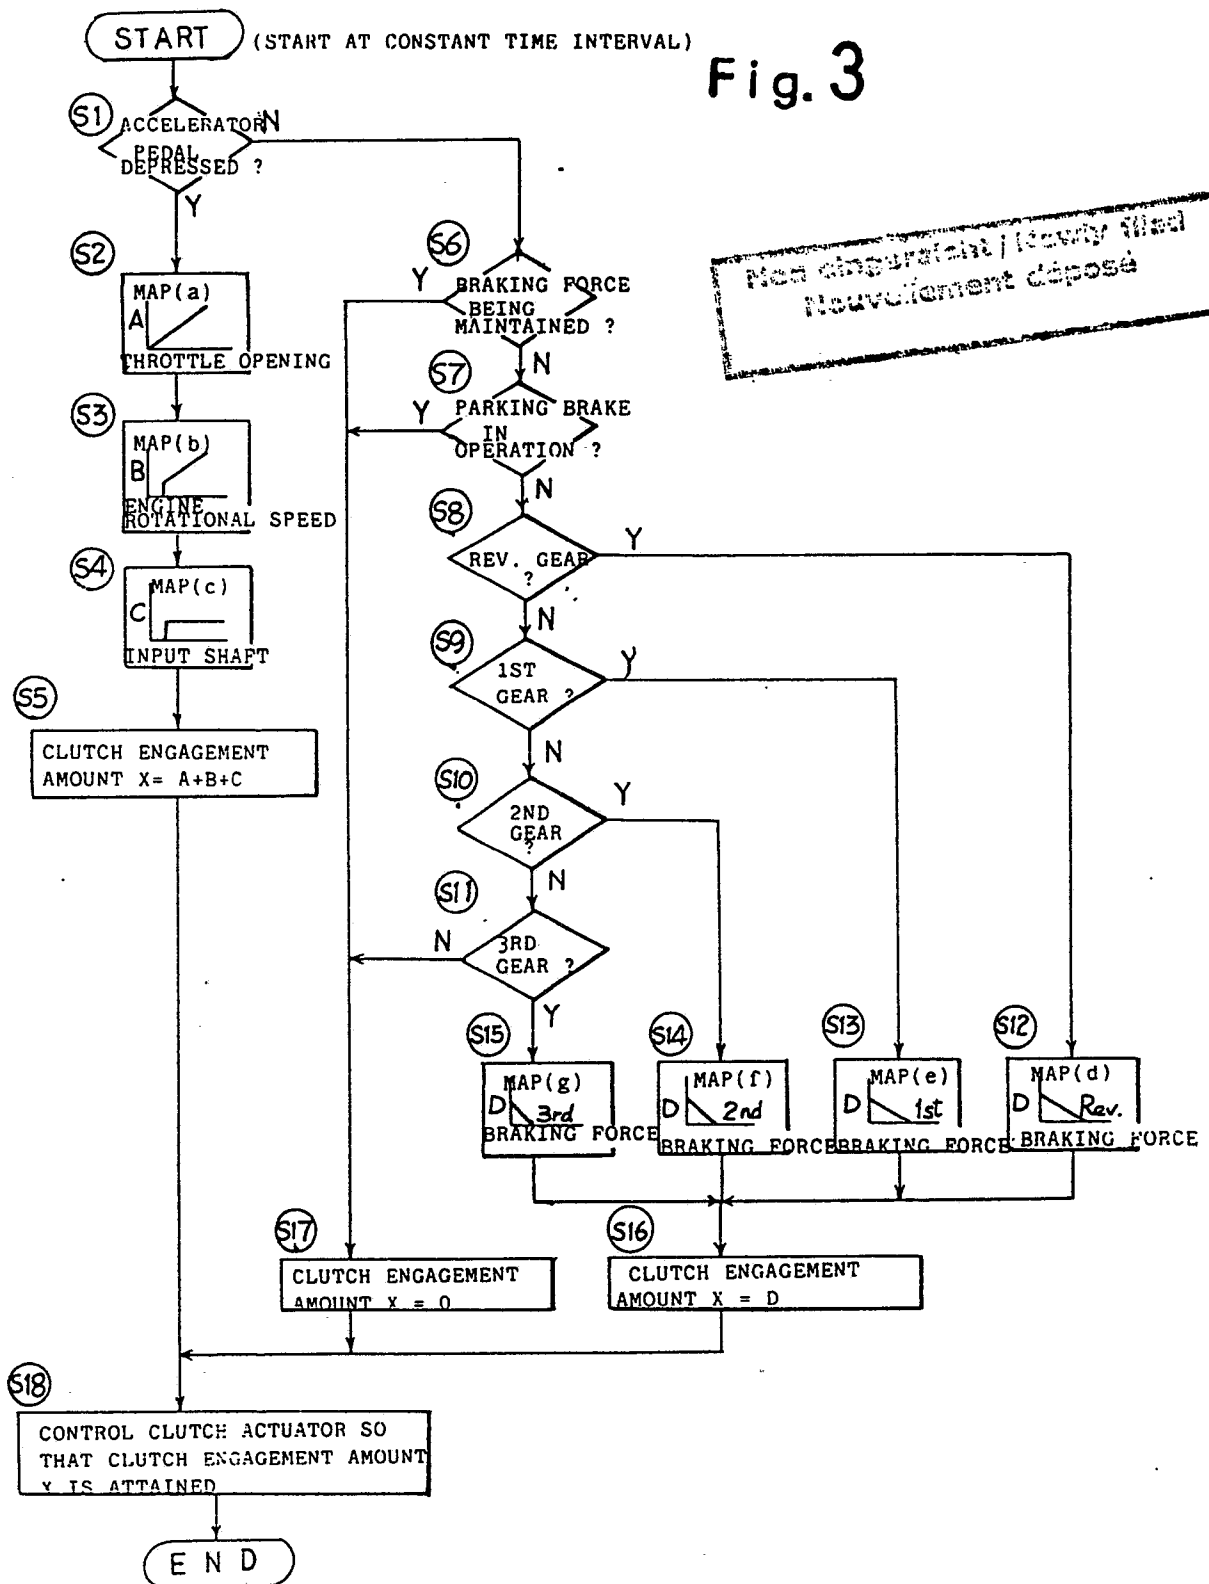 START (START AT CONSTANT TIME INTERVAL)
Fig. 3
S1
ACCELERATOR
PEDAL
DEPRESSED ?
N
Y
S2
MAP(a)
A
THROTTLE OPENING
S3
MAP(b)
B
ENGINE
ROTATIONAL SPEED
S4
MAP(c)
C
INPUT SHAFT
S5
CLUTCH ENGAGEMENT
AMOUNT X= A+B+C
S6
BRAKING FORCE
BEING
MAINTAINED ?
Y
N
Newly filed
Nouvellement déposé
S7
PARKING BRAKE
IN
OPERATION ?
Y
N
S8
REV. GEAR
?
Y
N
S9
1ST
GEAR ?
Y
N
S10
2ND
GEAR
?
Y
N
S11
3RD
GEAR ?
N
Y
S15
MAP(g)
D
3rd
BRAKING FORCE
S14
MAP(f)
D
2nd
BRAKING FORCE
S13
MAP(e)
D
1st
BRAKING FORCE
S12
MAP(d)
D
Rev.
BRAKING FORCE
S17
CLUTCH ENGAGEMENT
AMOUNT X = 0
S16
CLUTCH ENGAGEMENT
AMOUNT X = D
S18
CONTROL CLUTCH ACTUATOR SO
THAT CLUTCH ENGAGEMENT AMOUNT
X IS ATTAINED
END